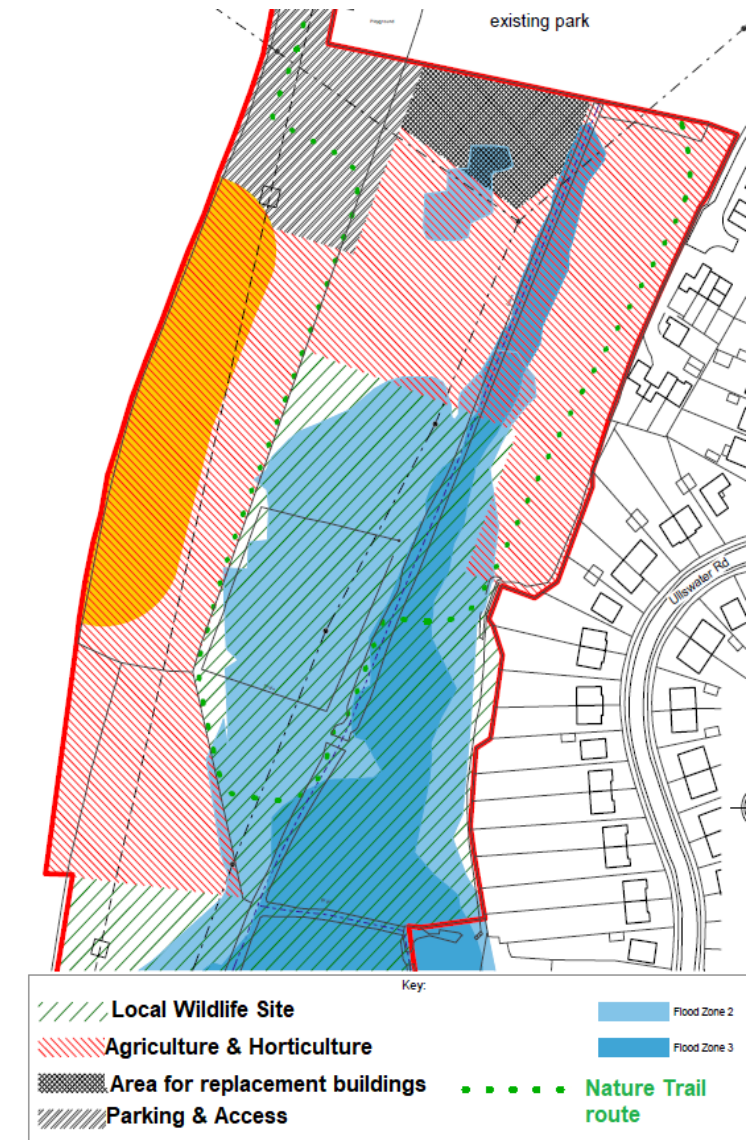 Playground
existing park
Ullswater Rd
Key:
Local Wildlife Site
Flood Zone 2
Agriculture & Horticulture
Flood Zone 3
Area for replacement buildings
Nature Trail
route
Parking & Access